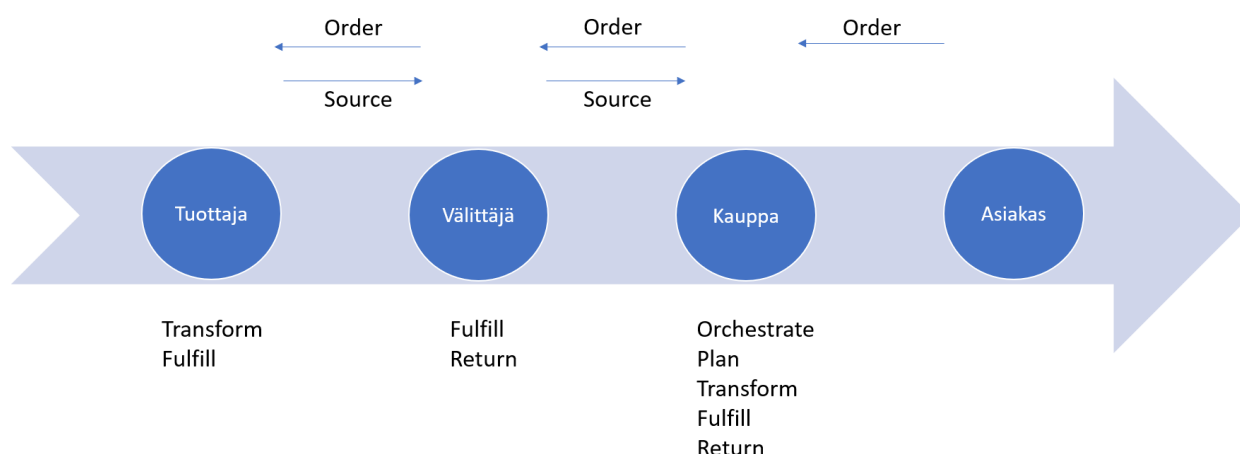 Order
Order
Order
Source
Source
Tuottaja
Välittäjä
Kauppa
Asiakas
Transform
Fulfill
Fulfill
Return
Orchestrate
Plan
Transform
Fulfill
Return